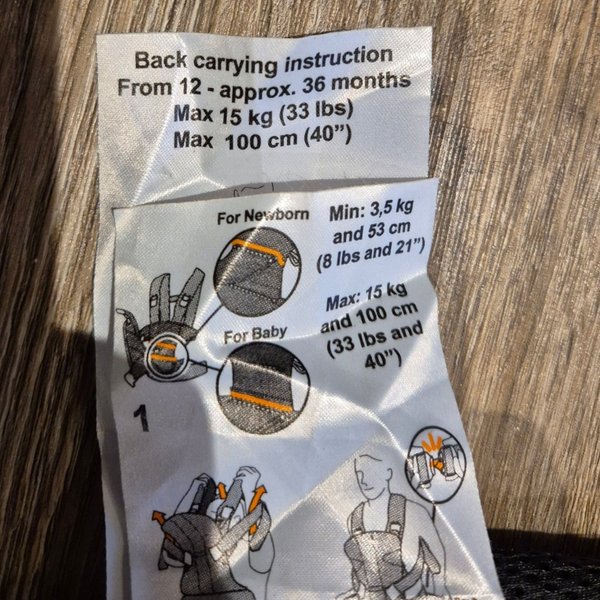 Back carrying instruction
From 12 - approx. 36 months
Max 15 kg (33 lbs)
Max 100 cm (40”)
For Newborn
Min: 3,5 kg
and 53 cm
(8 lbs and 21”)
Max: 15 kg
and 100 cm
(33 lbs and
40”)
For Baby
1